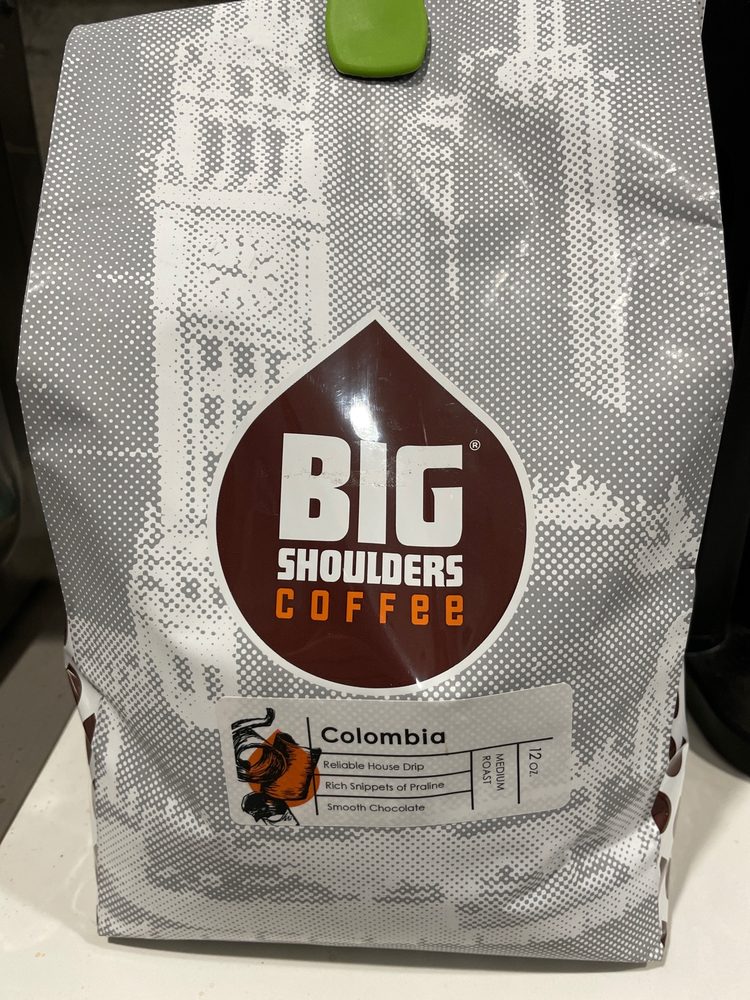 BIG®
SHOULDERS
COFFee
Colombia
Reliable House Drip
Rich Snippets of Praline
Smooth Chocolate
MEDIUM
ROAST
12 OZ.